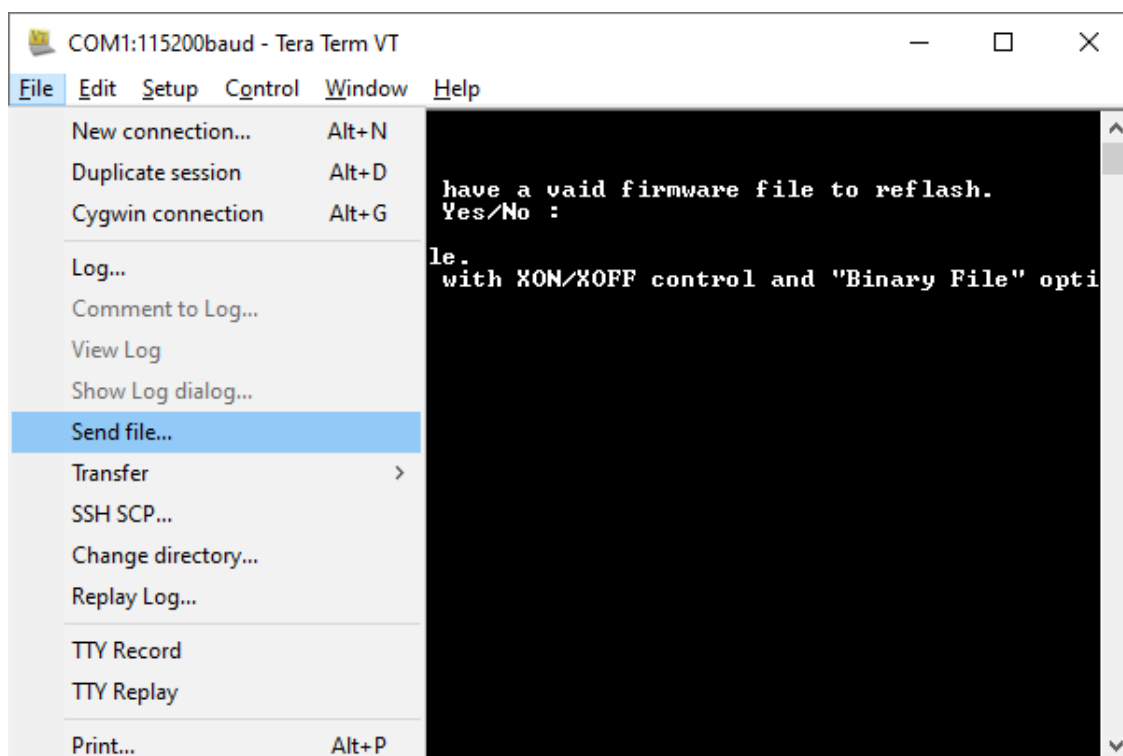 COM1:115200baud - Tera Term VT
File Edit Setup Control Window Help
New connection... Alt+N
Duplicate session Alt+D
Cygwin connection Alt+G
Log...
Comment to Log...
View Log
Show Log dialog...
Send file...
Transfer >
SSH SCP...
Change directory...
Replay Log...
TTY Record
TTY Replay
Print... Alt+P
have a vaid firmware file to reflash.
Yes/No :
le.
with XON/XOFF control and "Binary File" opti